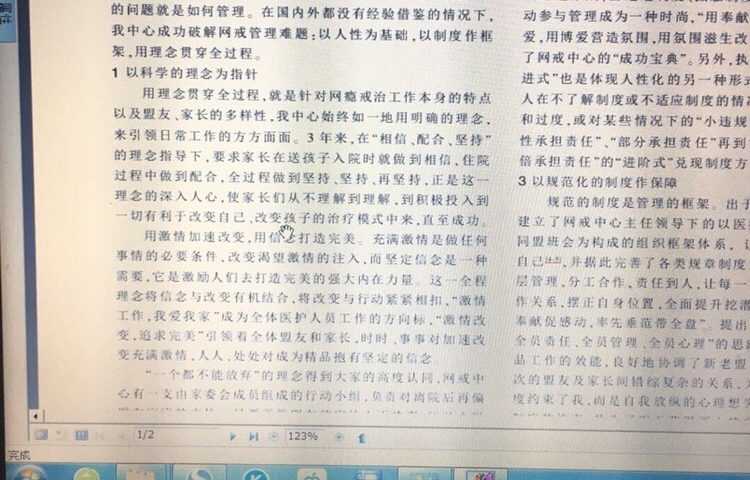 属性
的问题就是如何管理。在国内外都没有经验借鉴的情况下,
我中心成功破解网戒管理难题:以人性为基础,以制度作框
架,用理念贯穿全过程。
1 以科学的理念为指针
用理念贯穿全过程,就是针对网瘾戒治工作本身的特点
以及盟友、家长的多样性,我中心始终如一地用明确的理念,
来引领日常工作的方方面面。3 年来,在“相信、配合、坚持”
的理念指导下,要求家长在送孩子入院时就做到相信,住院
过程中做到配合,全过程做到坚持、坚持、再坚持,正是这一
理念的深入人心,使家长们从不理解到理解,到积极投入到
一切有利于改变自己、改变孩子的治疗模式中来,直至成功。
用激情加速改变,用信念打造完美。充满激情是做任何
事情的必要条件,改变渴望激情的注入,而坚定信念是一种
需要,它是激励人们去打造完美的强大内在力量。这一全程
理念将信念与改变有机结合,将改变与行动紧紧相扣,“激情
工作,我爱我家”成为全体医护人员工作的方向标,“激情改
变,追求完美”引领着全体盟友和家长,时时、事事对加速改
变充满激情,人人、处处对成为精品抱有坚定的信念
“一个都不能放弃”的理念得到大家的高度认同,网戒中
心有一支由家委会成员组成的行动小组,负责对离院后再偏
动参与管理成为一种时尚,“用奉献
爱,用博爱营造氛围,用氛围滋生改
了网戒中心的“成功宝典”。另外,执
进式”也是体现人性化的另一种形式
人在不了解制度或不适应制度的情况
和过度,或对某些情况下的“小违规
性承担责任”、“部分承担责任”再到
倍承担责任”的“进阶式”兑现制度方
3 以规范化的制度作保障
规范的制度是管理的框架。出于
建立了网戒中心主任领导下的以医
同盟班会为构成的组织框架体系,让
自己,并据此完善了各类规章制度
层管理,分工合作,责任到人,让每一
作关系,摆正自身位置,全面提升挖潜
奉献促感动,率先垂范带全盘” 提出
全员责任、全员管理、全员心理”的思
品工作的效能,良好地协调了新老盟
次的盟友及家长间错综复杂的关系,
度约束了我,而是自我放纵的心理想
1/2
123%
完成